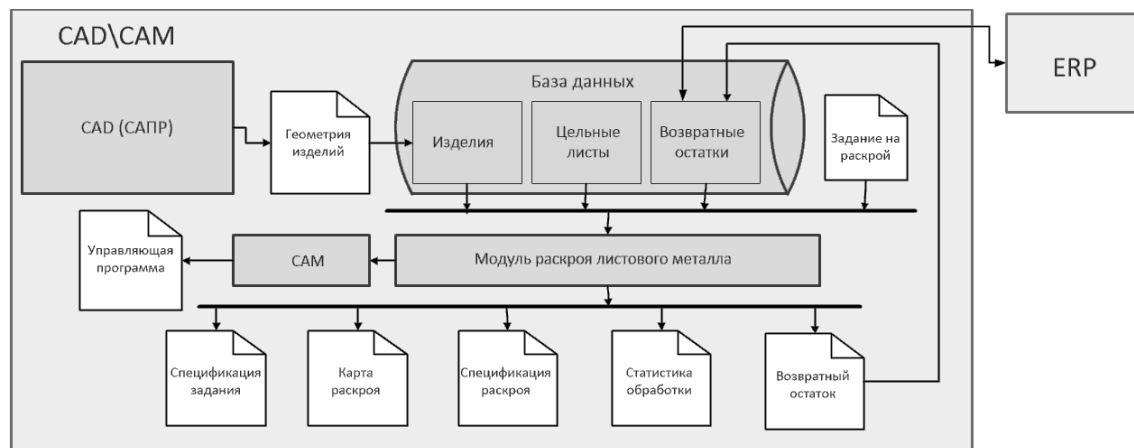 CAD\CAM
ERP
База данных
CAD (САПР)
Геометрия
изделий
Изделия
Цельные
листы
Возвратные
остатки
Задание на
раскрой
Управляющая
программа
CAM
Модуль раскроя листового металла
Спецификация
задания
Карта
раскроя
Спецификация
раскроя
Статистика
обработки
Возвратный
остаток